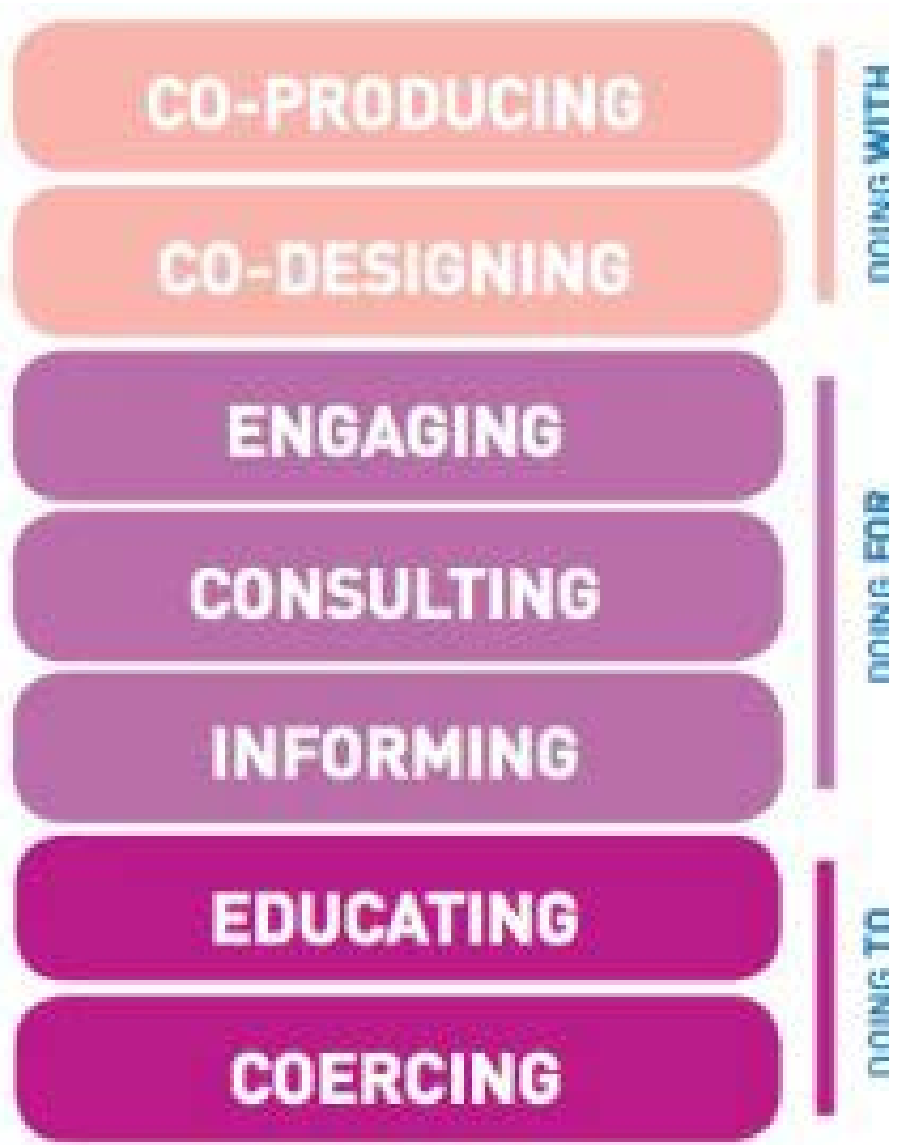 CO-PRODUCING
CO-DESIGNING
ENGAGING
CONSULTING
INFORMING
EDUCATING
COERCING
DOING WITH
DOING FOR
DOING TO